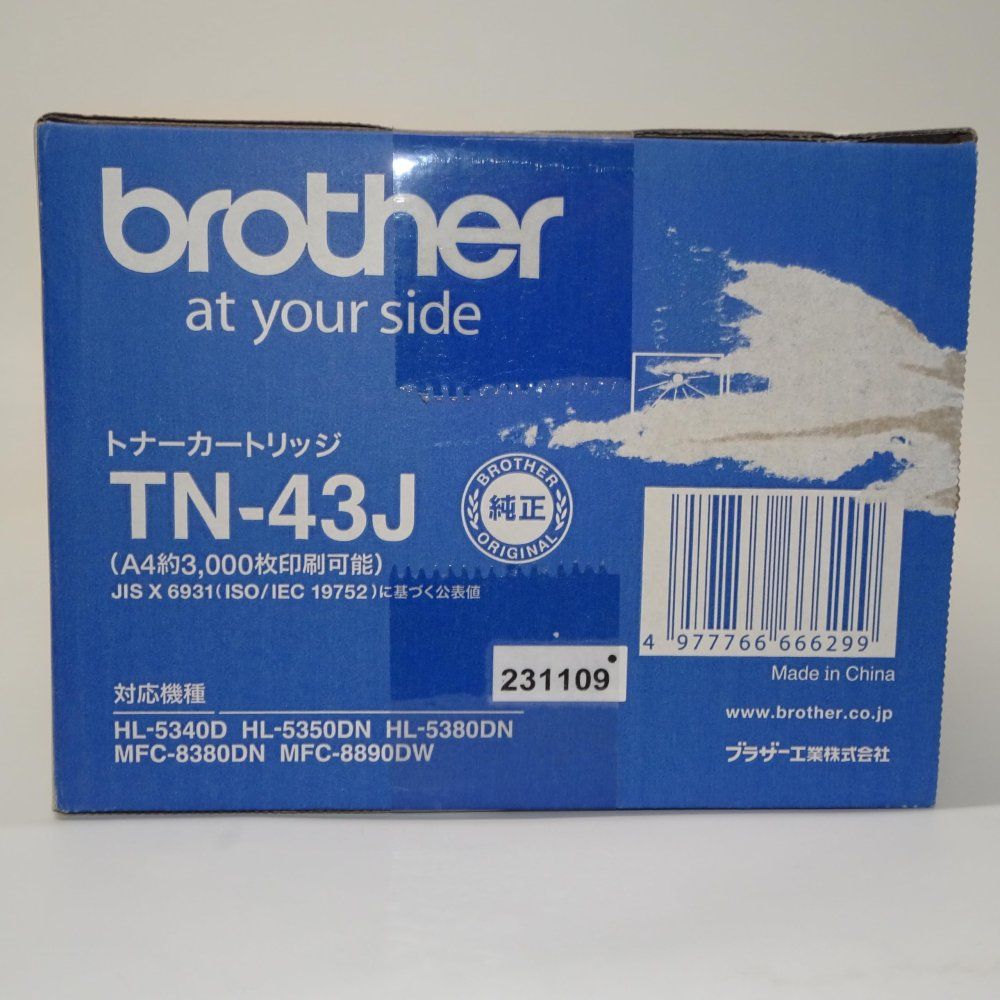 brother
at your side
トナーカートリッジ
TN-43J
BROTHER
純正
ORIGINAL
(A4約3,000枚印刷可能)
JIS X 6931(ISO/IEC 19752)に基づく公表値
4 977766 666299
231109
Made in China
対応機種
HL-5340D HL-5350DN HL-5380DN
MFC-8380DN MFC-8890DW
www.brother.co.jp
ブラザー工業株式会社